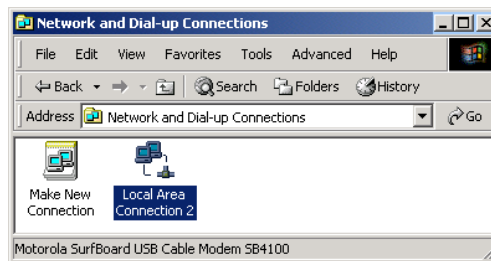 Network and Dial-up Connections
File Edit View Favorites Tools Advanced Help
Back Search Folders History
Address Network and Dial-up Connections Go
Make New Connection
Local Area Connection 2
Motorola SurfBoard USB Cable Modem SB4100